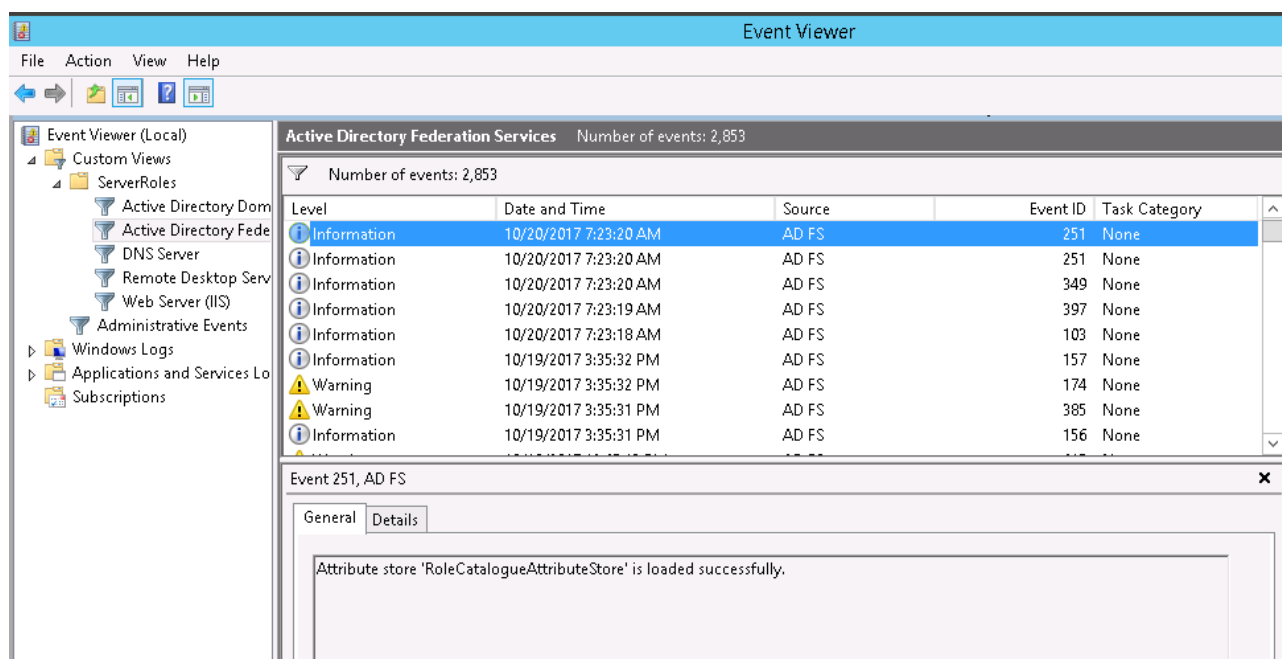 Event Viewer
File Action View Help
Event Viewer (Local)
Custom Views
ServerRoles
Active Directory Dom
Active Directory Fede
DNS Server
Remote Desktop Serv
Web Server (IIS)
Administrative Events
Windows Logs
Applications and Services Lo
Subscriptions
Active Directory Federation Services Number of events: 2,853
Number of events: 2,853
Level Date and Time Source Event ID Task Category
Information 10/20/2017 7:23:20 AM AD FS 251 None
Information 10/20/2017 7:23:20 AM AD FS 251 None
Information 10/20/2017 7:23:20 AM AD FS 349 None
Information 10/20/2017 7:23:19 AM AD FS 397 None
Information 10/20/2017 7:23:18 AM AD FS 103 None
Information 10/19/2017 3:35:32 PM AD FS 157 None
Warning 10/19/2017 3:35:32 PM AD FS 174 None
Warning 10/19/2017 3:35:31 PM AD FS 385 None
Information 10/19/2017 3:35:31 PM AD FS 156 None
Event 251, AD FS
General Details
Attribute store 'RoleCatalogueAttributeStore' is loaded successfully.